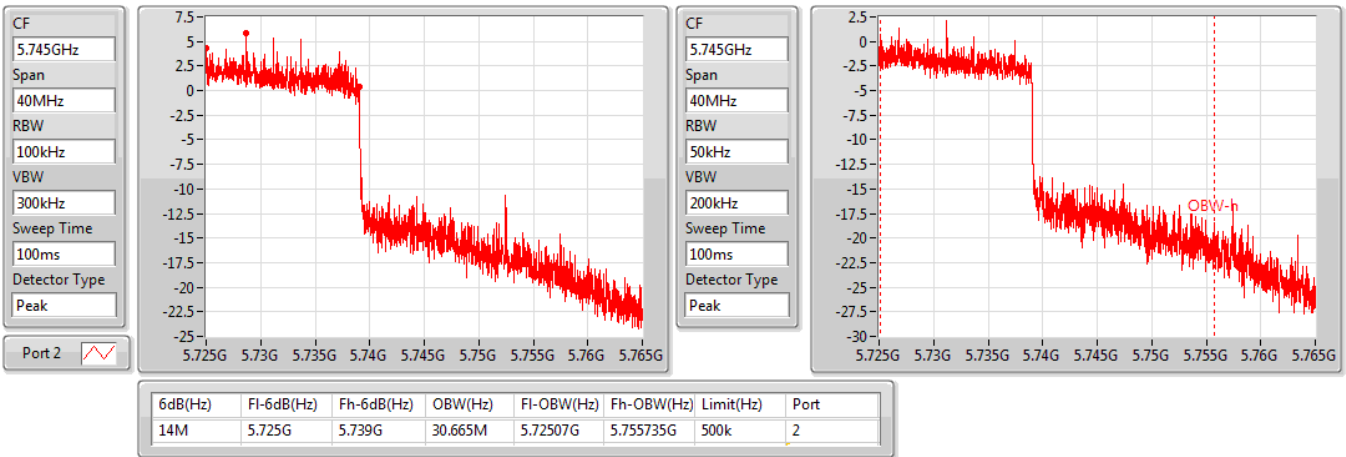 CF
5.745GHz
Span
40MHz
RBW
100kHz
VBW
300kHz
Sweep Time
100ms
Detector Type
Peak
Port 2
7.5
5
2.5
0
-2.5
-5
-7.5
-10
-12.5
-15
-17.5
-20
-22.5
-25
5.725G 5.73G 5.735G 5.74G 5.745G 5.75G 5.755G 5.76G 5.765G
CF
5.745GHz
Span
40MHz
RBW
50kHz
VBW
200kHz
Sweep Time
100ms
Detector Type
Peak
2.5
0
-2.5
-5
-7.5
-10
-12.5
-15
-17.5
-20
-22.5
-25
-27.5
-30
OBW-h
5.725G 5.73G 5.735G 5.74G 5.745G 5.75G 5.755G 5.76G 5.765G
6dB(Hz) Fl-6dB(Hz) Fh-6dB(Hz) OBW(Hz) Fl-OBW(Hz) Fh-OBW(Hz) Limit(Hz) Port
14M 5.725G 5.739G 30.665M 5.72507G 5.755735G 500k 2